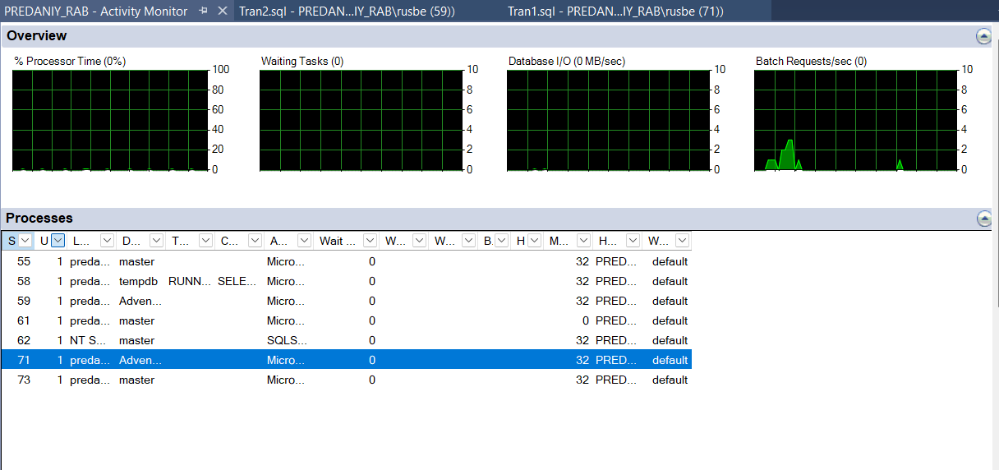 PREDANIY_RAB - Activity Monitor Tran2.sql - PREDAN...IY_RAB\rusbe (59)) Tran1.sql - PREDAN...IY_RAB\rusbe (71))
Overview
% Processor Time (0%) Waiting Tasks (0) Database I/O (0 MB/sec) Batch Requests/sec (0)
100 10 10 10
80 8 8 8
60 6 6 6
40 4 4 4
20 2 2 2
0 0 0 0
Processes
S U L... D... T... C... A... Wait ... W... W... B. H M... H... W...
55 1 preda... master Micro... 0 32 PRED... default
58 1 preda... tempdb RUNN... SELE... Micro... 0 32 PRED... default
59 1 preda... Adven... Micro... 0 32 PRED... default
61 1 preda... master Micro... 0 0 PRED... default
62 1 NT S... master SQLS... 0 32 PRED... default
71 1 preda... Adven... Micro... 0 32 PRED... default
73 1 preda... master Micro... 0 32 PRED... default